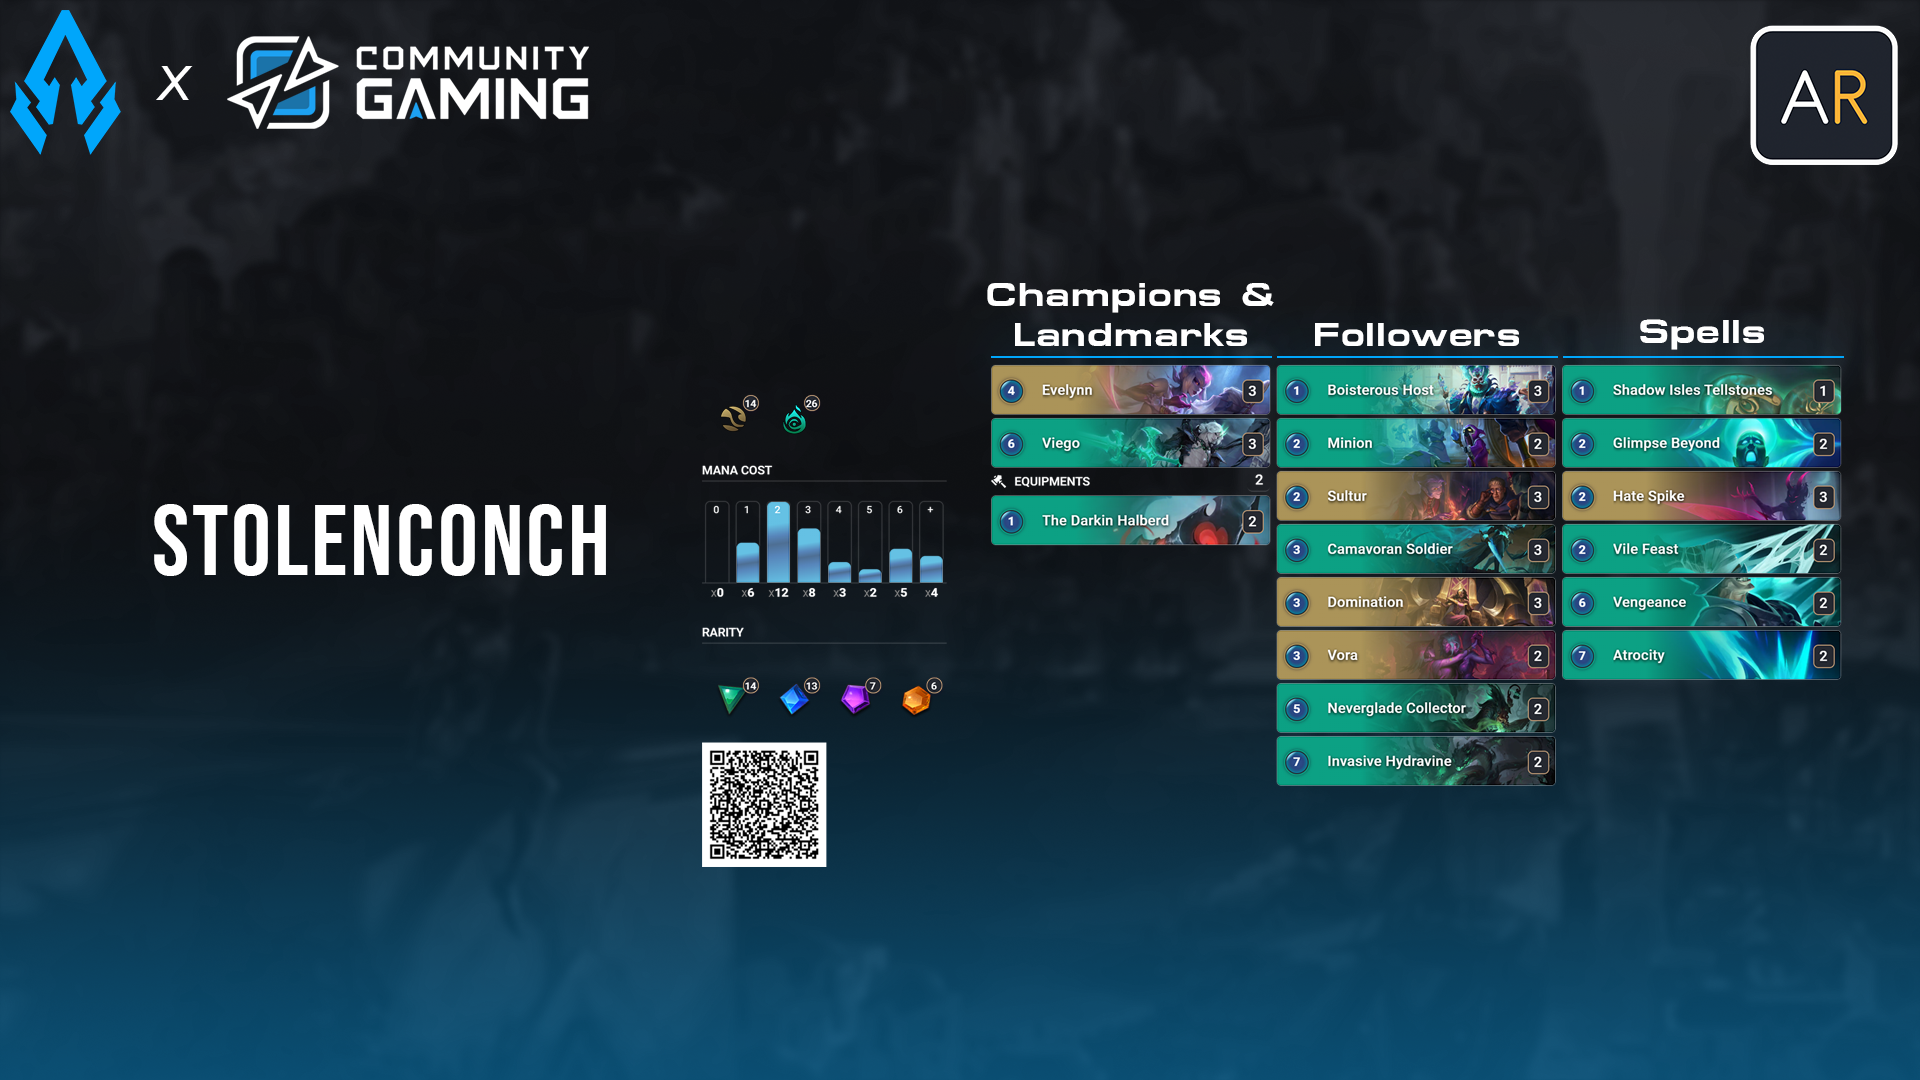 X
COMMUNITY
GAMING
AR
STOLENCONCH
14
26
MANA COST
0 1 2 3 4 5 6 +
x0 x6 x12 x8 x3 x2 x5 x4
RARITY
14 13 7 6
Champions &
Landmarks
4 Evelynn 3
6 Viego 3
EQUIPMENTS 2
1 The Darkin Halberd 2
Followers
1 Boisterous Host 3
2 Minion 2
2 Sultur 3
3 Camavoran Soldier 3
3 Domination 3
3 Vora 2
5 Neverglade Collector 2
7 Invasive Hydravine 2
Spells
1 Shadow Isles Tellstones 1
2 Glimpse Beyond 2
2 Hate Spike 3
2 Vile Feast 2
6 Vengeance 2
7 Atrocity 2